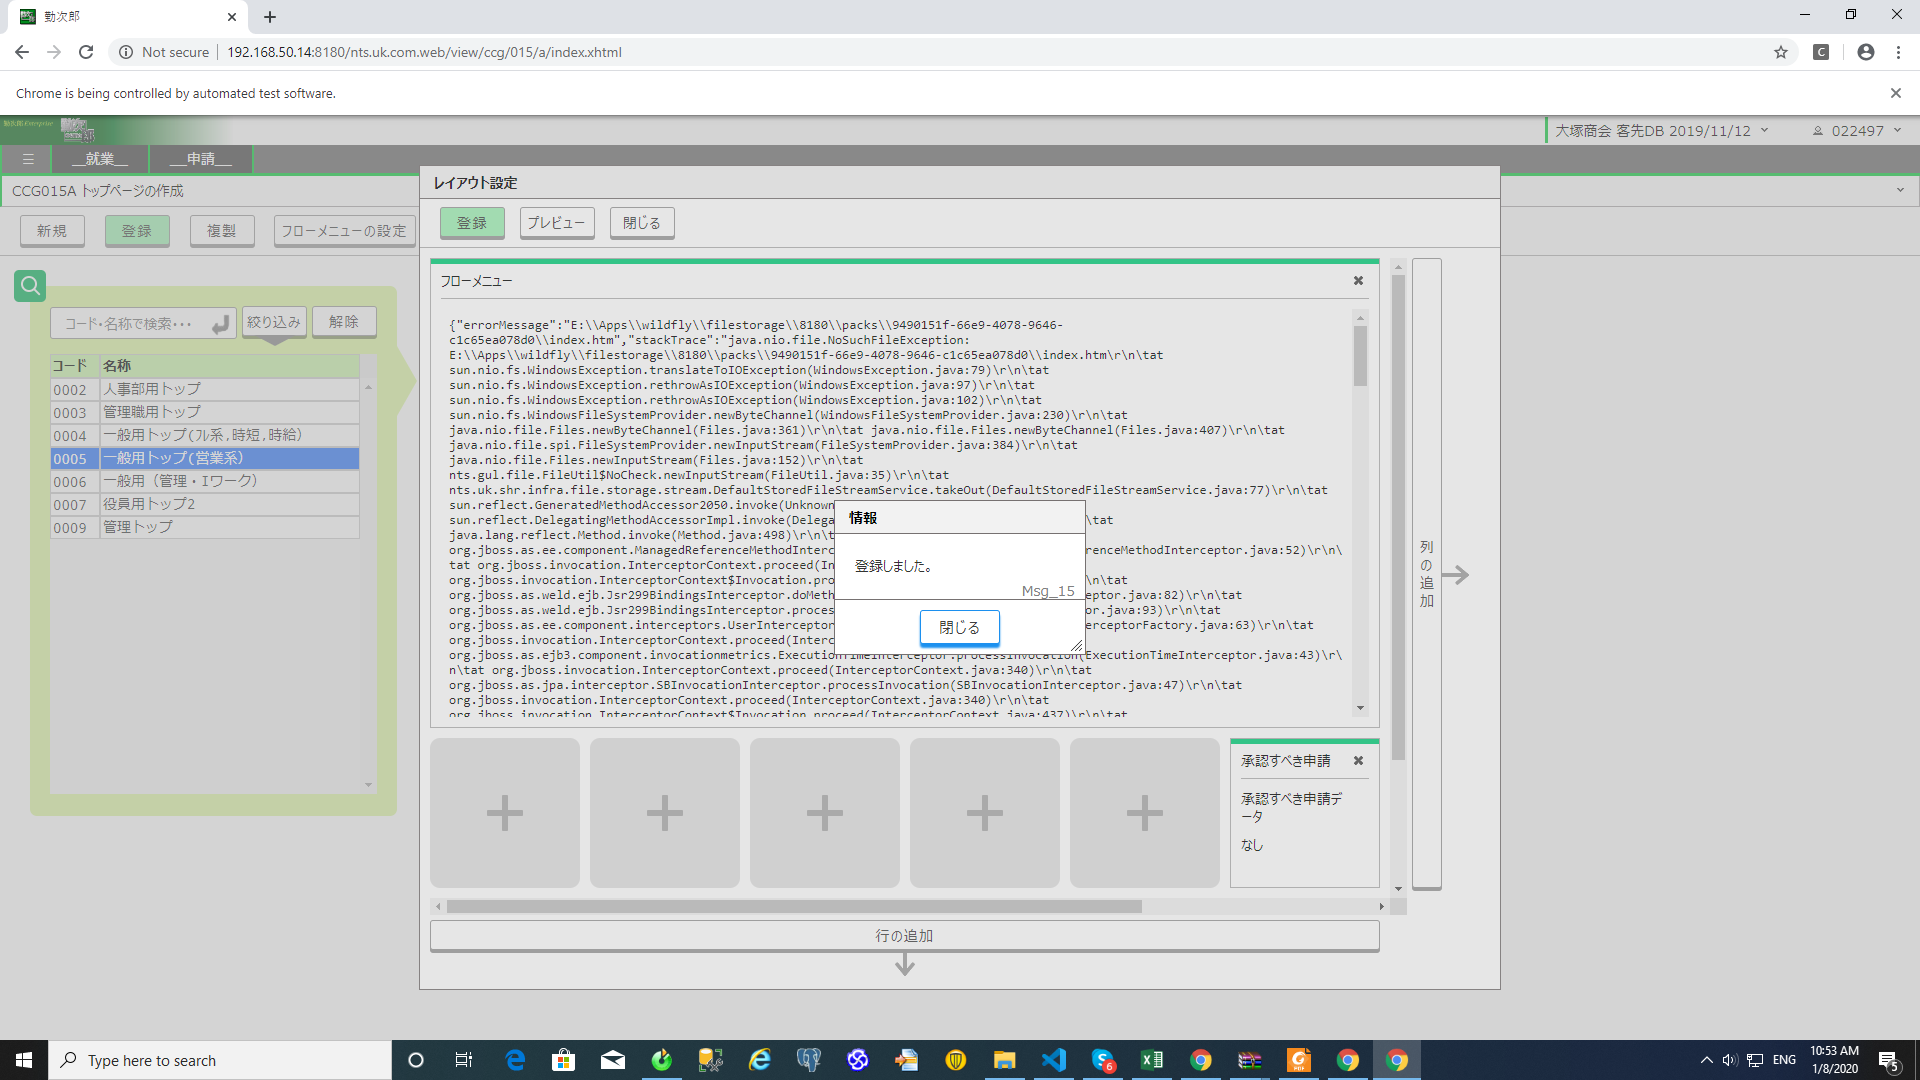 勤次郎
Not secure
192.168.50.14:8180/nts.uk.com.web/view/ccg/015/a/index.xhtml
Chrome is being controlled by automated test software.
大塚商会 客先DB 2019/11/12
022497
__就業__
__申請__
CCG015A トップページの作成
新規
登録
複製
フローメニューの設定
コード・名称で検索・・・
絞り込み
解除
コード 名称
0002 人事部用トップ
0003 管理職用トップ
0004 一般用トップ(フル系,時短,時給)
0005 一般用トップ(営業系)
0006 一般用（管理・Iワーク）
0007 役員用トップ2
0009 管理トップ
レイアウト設定
登録
プレビュー
閉じる
フローメニュー
{"errorMessage":"E:\\Apps\\wildfly\\filestorage\\8180\\packs\\9490151f-66e9-4078-9646-
c1c65ea078d0\\index.htm","stackTrace":"java.nio.file.NoSuchFileException:
E:\\Apps\\wildfly\\filestorage\\8180\\packs\\9490151f-66e9-4078-9646-c1c65ea078d0\\index.htm\r\n\tat
sun.nio.fs.WindowsException.translateToIOException(WindowsException.java:79)\r\n\tat
sun.nio.fs.WindowsException.rethrowAsIOException(WindowsException.java:97)\r\n\tat
sun.nio.fs.WindowsException.rethrowAsIOException(WindowsException.java:102)\r\n\tat
sun.nio.fs.WindowsFileSystemProvider.newByteChannel(WindowsFileSystemProvider.java:230)\r\n\tat
java.nio.file.Files.newByteChannel(Files.java:361)\r\n\tat java.nio.file.Files.newByteChannel(Files.java:407)\r\n\tat
java.nio.file.spi.FileSystemProvider.newInputStream(FileSystemProvider.java:384)\r\n\tat
java.nio.file.Files.newInputStream(Files.java:152)\r\n\tat
nts.gul.file.FileUtil$NoCheck.newInputStream(FileUtil.java:35)\r\n\tat
nts.uk.shr.infra.file.storage.stream.DefaultStoredFileStreamService.takeOut(DefaultStoredFileStreamService.java:77)\r\n\tat
sun.reflect.GeneratedMethodAccessor2050.invoke(Unknown
sun.reflect.DelegatingMethodAccessorImpl.invoke(Delega \tat
java.lang.reflect.Method.invoke(Method.java:498)\r\n\t
org.jboss.as.ee.component.ManagedReferenceMethodInterc renceMethodInterceptor.java:52)\r\n\
tat org.jboss.invocation.InterceptorContext.proceed(In
org.jboss.invocation.InterceptorContext$Invocation.pro \r\n\tat
org.jboss.as.weld.ejb.Jsr299BindingsInterceptor.doMeth ptor.java:82)\r\n\tat
org.jboss.as.weld.ejb.Jsr299BindingsInterceptor.proces or.java:93)\r\n\tat
org.jboss.as.ee.component.interceptors.UserInterceptor erceptorFactory.java:63)\r\n\tat
org.jboss.invocation.InterceptorContext.proceed(Interc
org.jboss.as.ejb3.component.invocationmetrics.ExecutionTimeInterceptor.processInvocation(ExecutionTimeInterceptor.java:43)\r\
n\tat org.jboss.invocation.InterceptorContext.proceed(InterceptorContext.java:340)\r\n\tat
org.jboss.as.jpa.interceptor.SBInvocationInterceptor.processInvocation(SBInvocationInterceptor.java:47)\r\n\tat
org.jboss.invocation.InterceptorContext.proceed(InterceptorContext.java:340)\r\n\tat
org.jboss.invocation.InterceptorContext$Invocation.proceed(InterceptorContext.java:437)\r\n\tat
情報
登録しました。
Msg_15
閉じる
列の追加
承認すべき申請
承認すべき申請デ
ータ
なし
行の追加
Type here to search
6
ENG
10:53 AM
1/8/2020
5